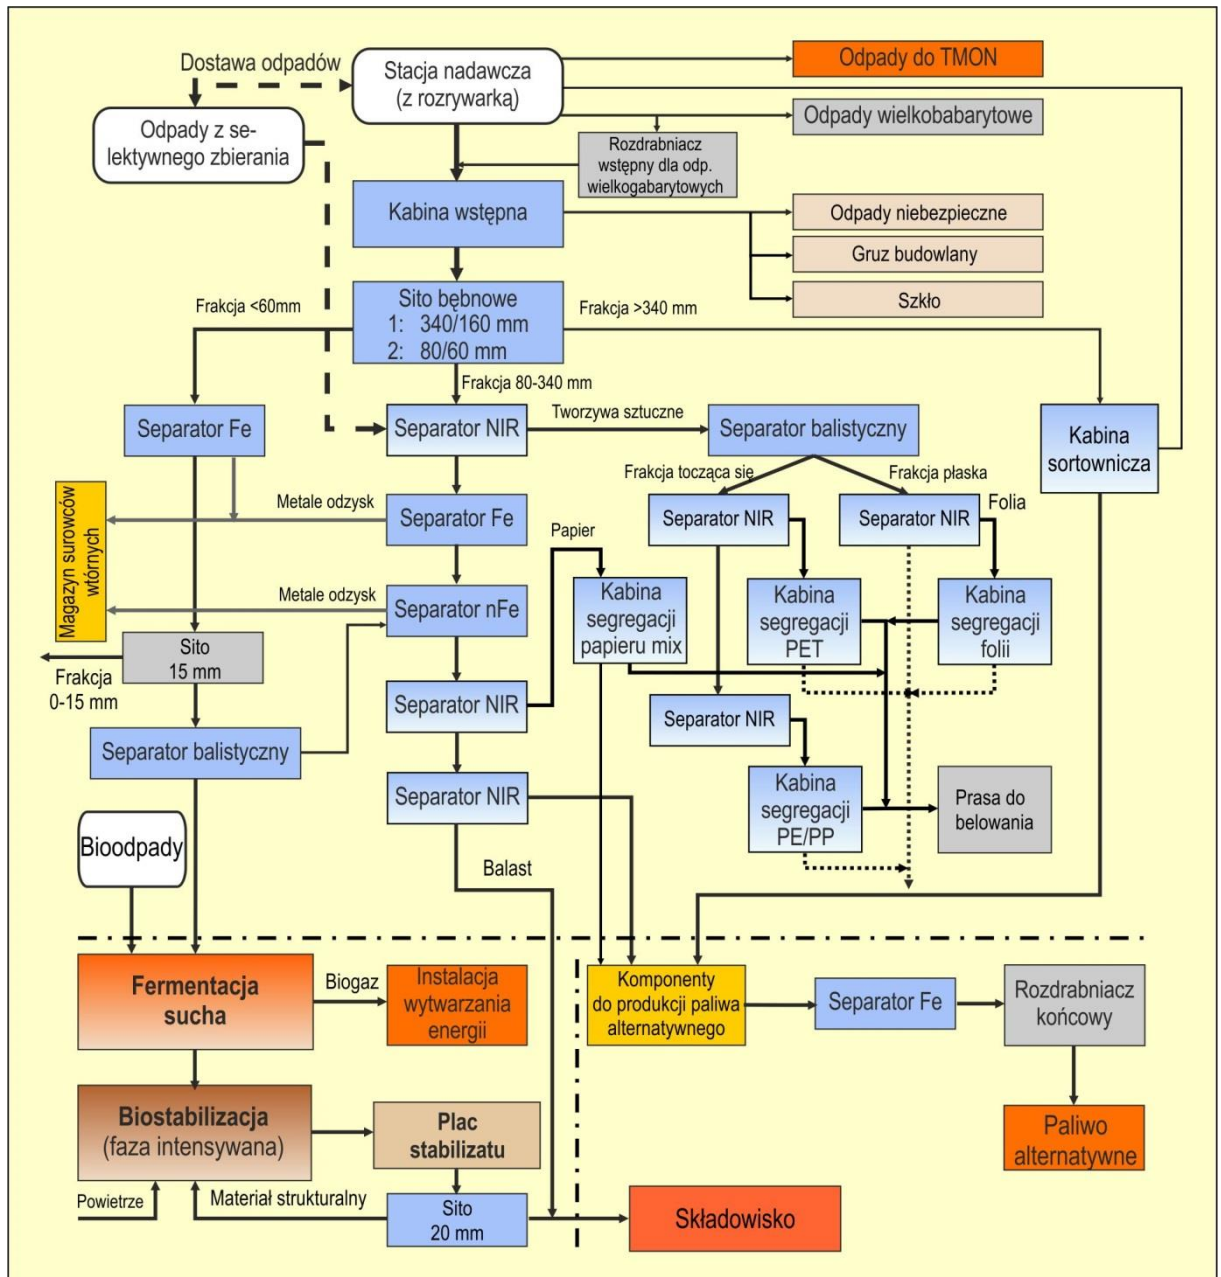 Dostawa odpadów
Stacja nadawcza
(z rozrywarką)
Odpady do TMON
Odpady z se-
lektywnego zbierania
Odpady wielkobabarytowe
Rozdrabniacz
wstępny dla odp.
wielkogabarytowych
Kabina wstępna
Odpady niebezpieczne
Gruz budowlany
Szkło
Frakcja <60mm
Sito bębnowe
1: 340/160 mm
2: 80/60 mm
Frakcja >340 mm
Frakcja 80-340 mm
Separator Fe
Separator NIR
Tworzywa sztuczne
Separator balistyczny
Kabina
sortownicza
Frakcja tocząca się
Frakcja płaska
Magazyn surowców
wtórnych
Metale odzysk
Separator Fe
Papier
Separator NIR
Separator NIR
Folia
Metale odzysk
Separator nFe
Kabina
segregacji
papieru mix
Kabina
segregacji
PET
Kabina
segregacji
folii
Sito
15 mm
Frakcja
0-15 mm
Separator NIR
Separator NIR
Separator balistyczny
Separator NIR
Kabina
segregacji
PE/PP
Prasa do
belowania
Bioodpady
Balast
Fermentacja
sucha
Biogaz
Instalacja
wytwarzania
energii
Komponenty
do produkcji paliwa
alternatywnego
Separator Fe
Rozdrabniacz
końcowy
Biostabilizacja
(faza intensywana)
Plac
stabilizatu
Paliwo
alternatywne
Powietrze
Materiał strukturalny
Sito
20 mm
Składowisko